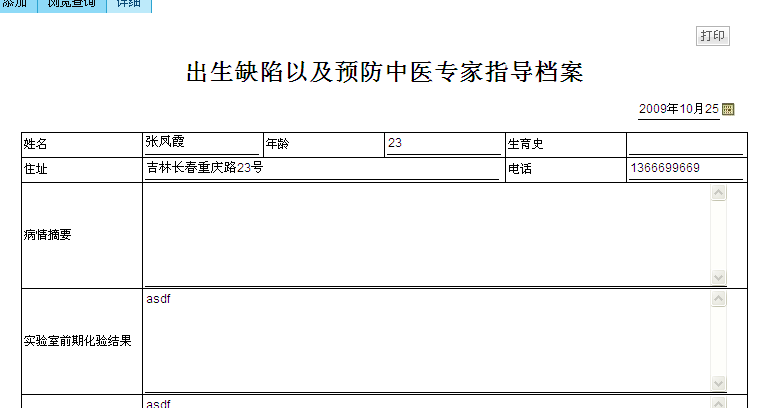 添加 浏览查询 详细
打印
出生缺陷以及预防中医专家指导档案
2009年10月25
姓名 张凤霞 年龄 23 生育史
住址 吉林长春重庆路23号 电话 1366699669
病情摘要
asdf
实验室前期化验结果
asdf